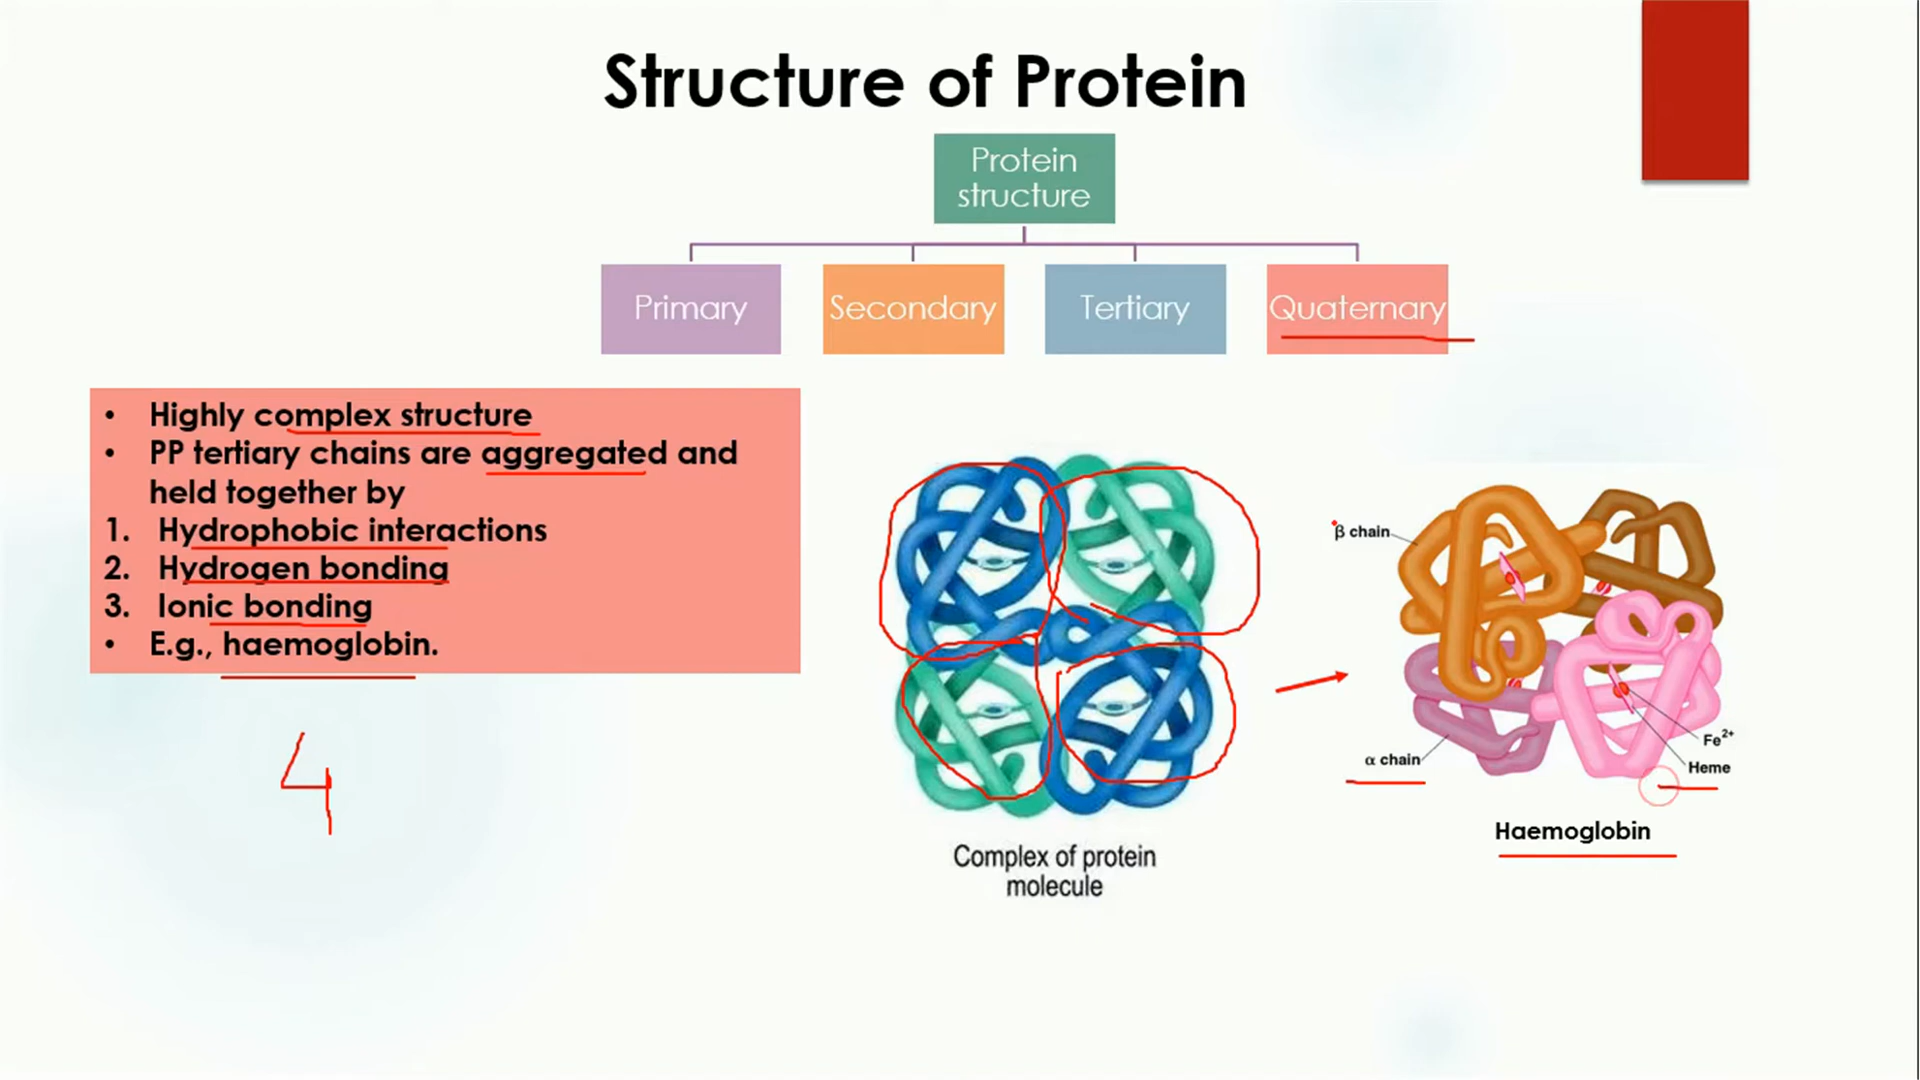 Structure of Protein
Protein
structure
Primary
Secondary
Tertiary
Quaternary
• Highly complex structure
• PP tertiary chains are aggregated and
held together by
1. Hydrophobic interactions
2. Hydrogen bonding
3. Ionic bonding
• E.g., haemoglobin.
4
Complex of protein
molecule
β chain
α chain
Fe2+
Heme
Haemoglobin